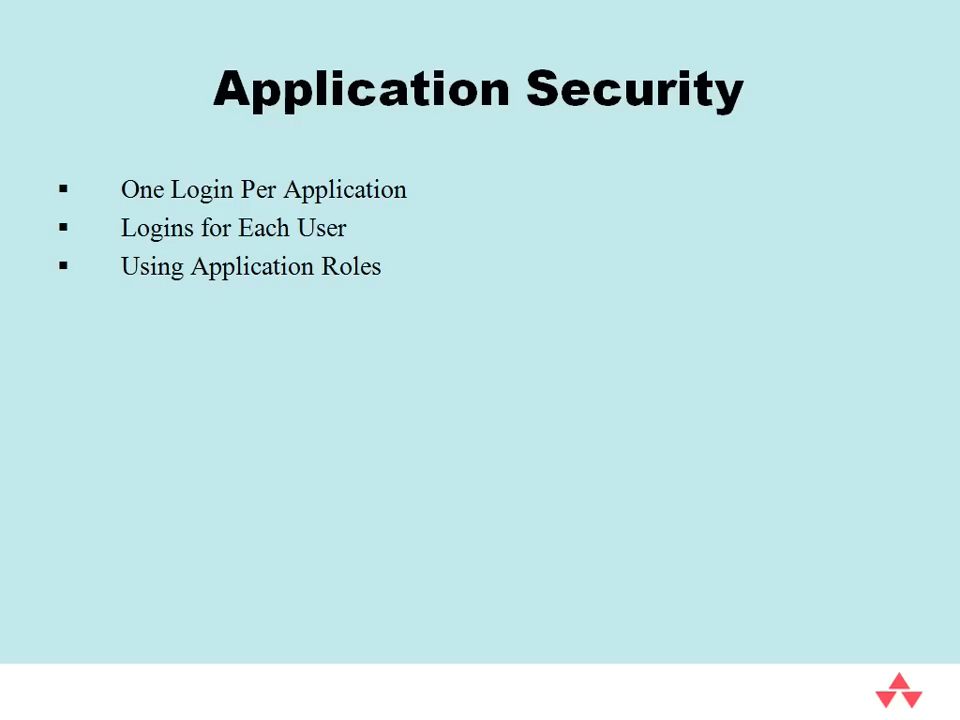 Application Security
▪ One Login Per Application
▪ Logins for Each User
▪ Using Application Roles